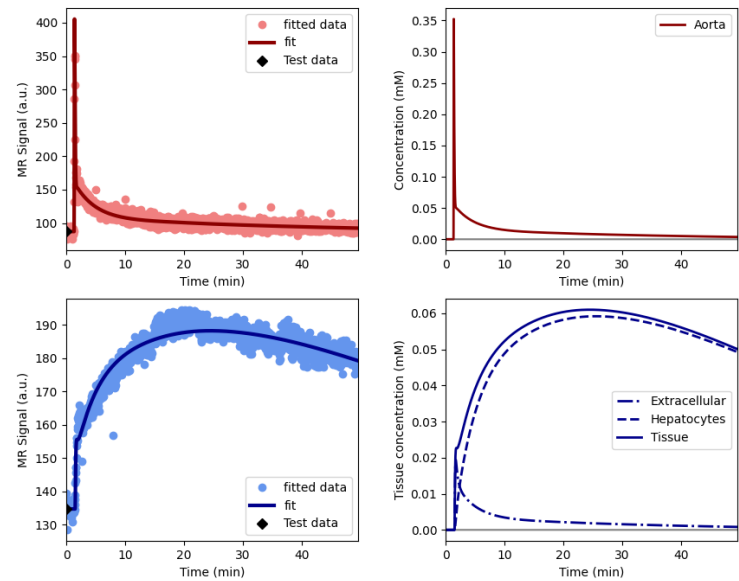 400
350
300
250
200
150
100
MR Signal (a.u.)
0 10 20 30 40
Time (min)
fitted data
fit
Test data
0.35
0.30
0.25
0.20
0.15
0.10
0.05
0.00
Concentration (mM)
0 10 20 30 40
Time (min)
Aorta
190
180
170
160
150
140
130
MR Signal (a.u.)
0 10 20 30 40
Time (min)
fitted data
fit
Test data
0.06
0.05
0.04
0.03
0.02
0.01
0.00
Tissue concentration (mM)
0 10 20 30 40
Time (min)
Extracellular
Hepatocytes
Tissue